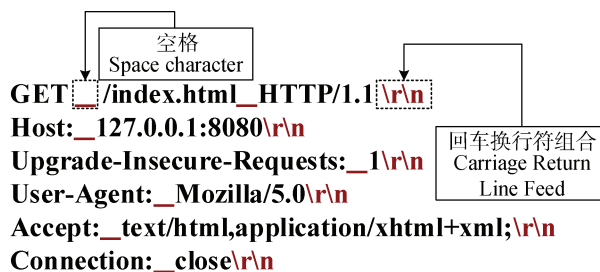 空格
Space character
GET _ /index.html_HTTP/1.1 \r\n
Host:_127.0.0.1:8080\r\n
回车换行符组合
Carriage Return
Line Feed
Upgrade-Insecure-Requests:_1\r\n
User-Agent:_Mozilla/5.0\r\n
Accept:_text/html,application/xhtml+xml;\r\n
Connection:_close\r\n